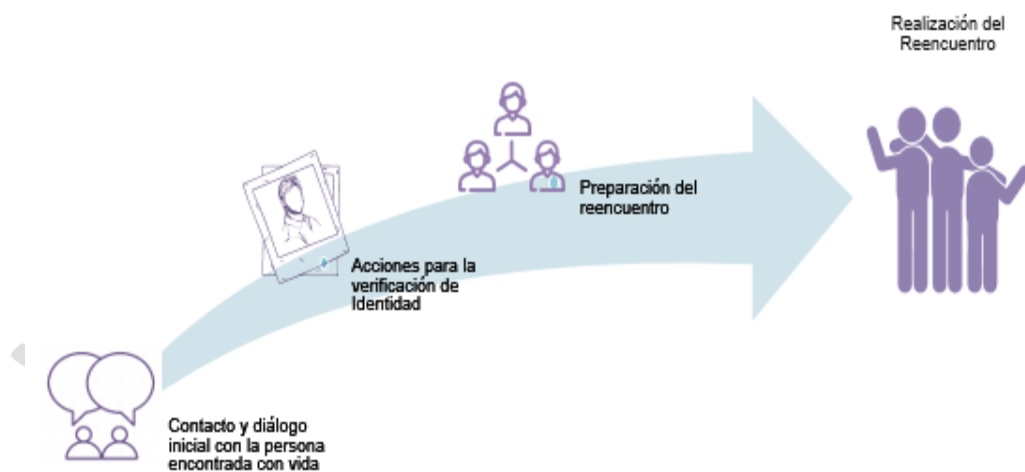 Realización del
Reencuentro
Preparación del
reencuentro
Acciones para la
verificación de
Identidad
Contacto y diálogo
inicial con la persona
encontrada con vida